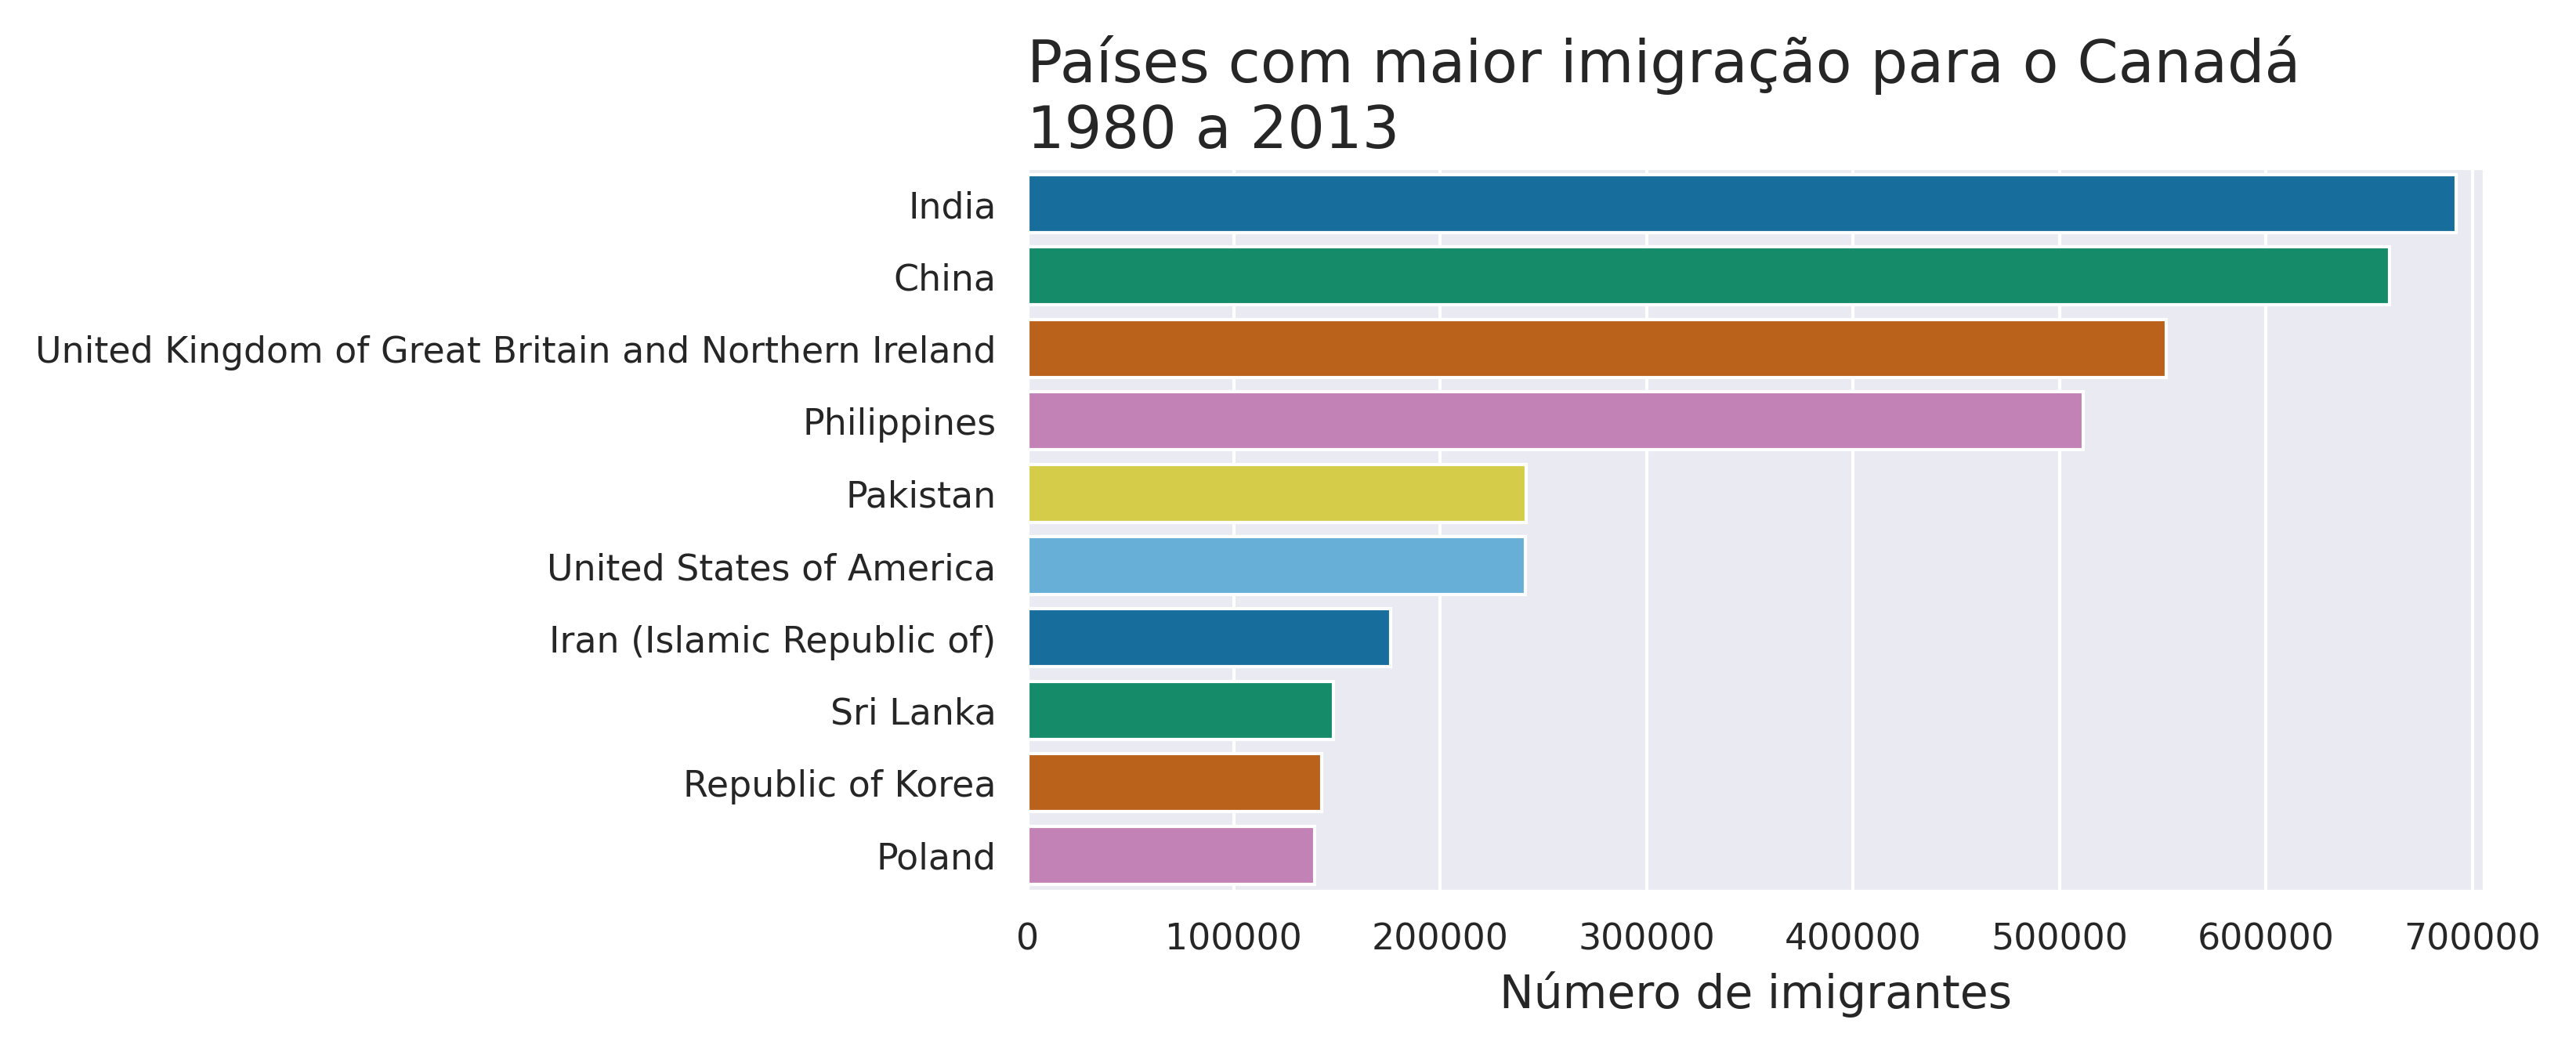 Países com maior imigração para o Canadá
1980 a 2013
India
China
United Kingdom of Great Britain and Northern Ireland
Philippines
Pakistan
United States of America
Iran (Islamic Republic of)
Sri Lanka
Republic of Korea
Poland
0 100000 200000 300000 400000 500000 600000 700000
Número de imigrantes